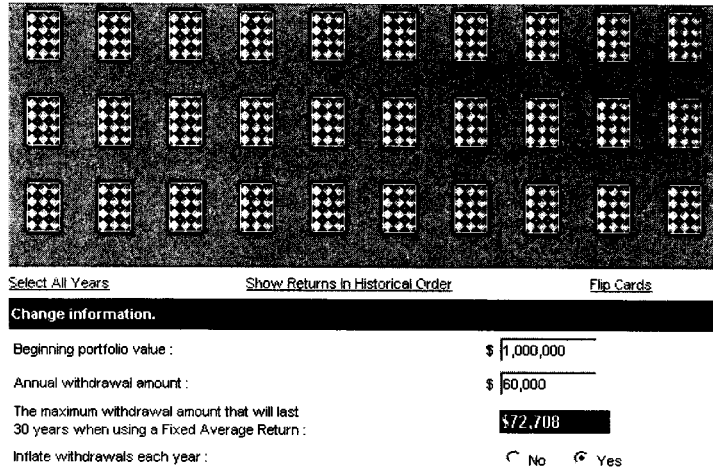 Select All Years Show Returns in Historical Order Flip Cards
Change information.
Beginning portfolio value : $ 1,000,000
Annual withdrawal amount : $ 60,000
The maximum withdrawal amount that will last
30 years when using a Fixed Average Return : $72,708
Inflate withdrawals each year : No Yes